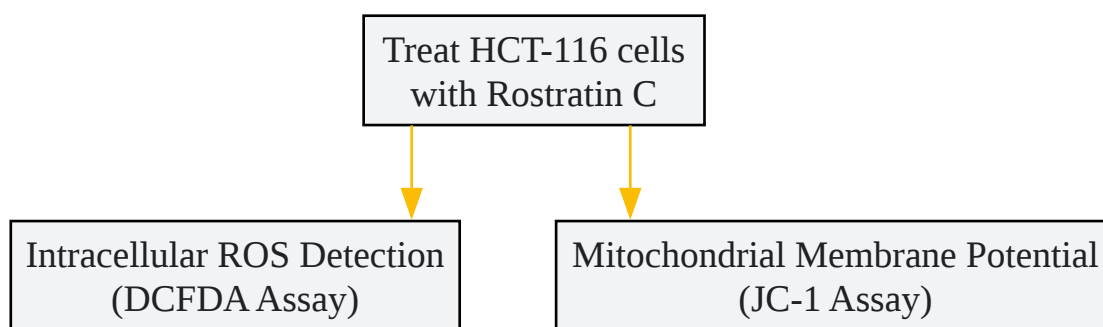 Treat HCT-116 cells
with Rostratin C
Intracellular ROS Detection
(DCFDA Assay)
Mitochondrial Membrane Potential
(JC-1 Assay)